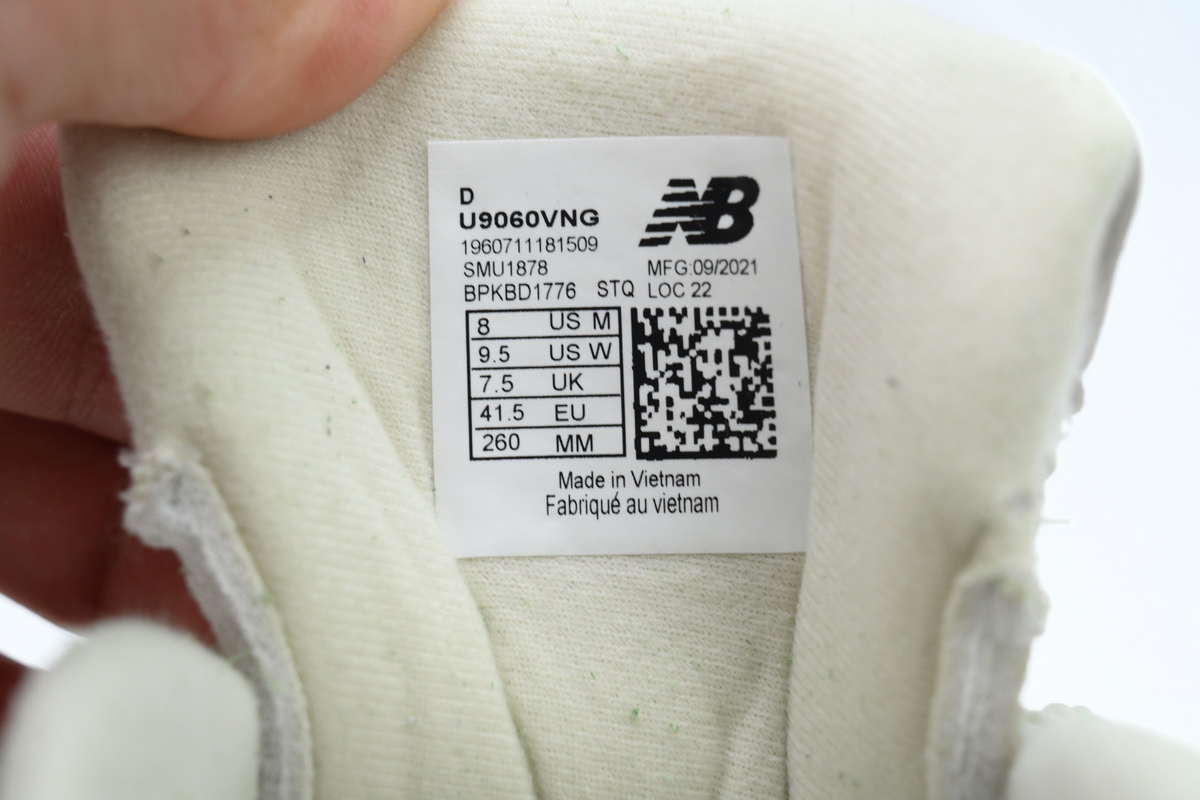 D
U9060VNG
NB
1960711181509
SMU1878 MFG:09/2021
BPKBD1776 STQ LOC 22
8 US M
9.5 US W
7.5 UK
41.5 EU
260 MM
Made in Vietnam
Fabriqué au vietnam